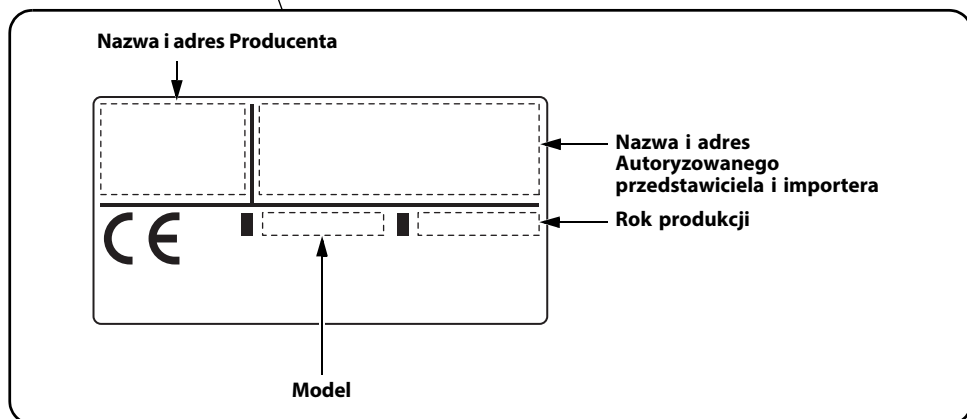 Nazwa i adres Producenta
Nazwa i adres
Autoryzowanego
przedstawiciela i importera
CE
Rok produkcji
Model